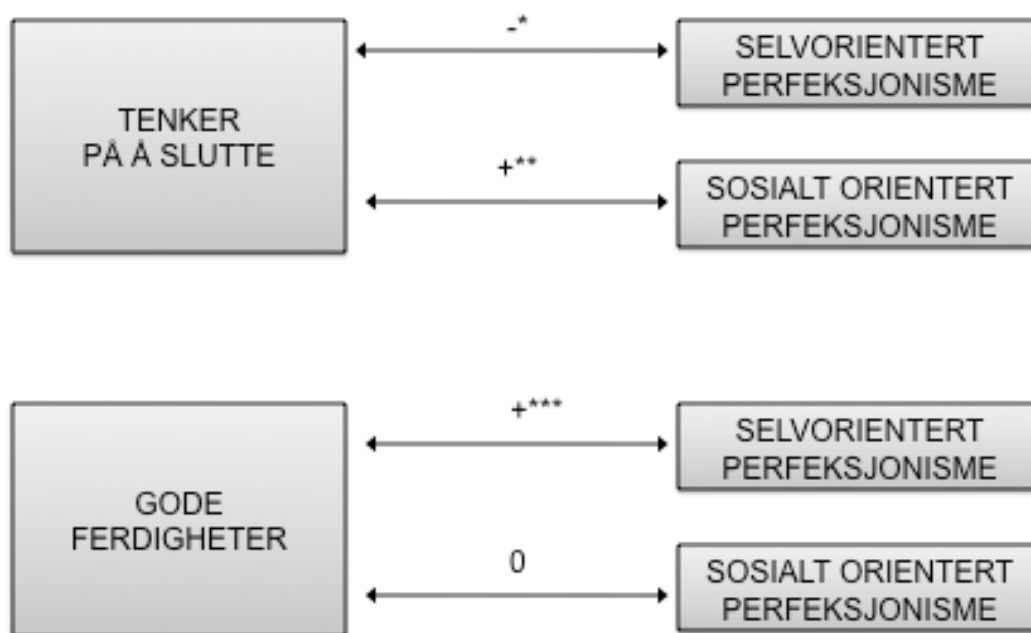 -*
SELVORIENTERT
PERFEKSJONISME
TENKER
PÅ Å SLUTTE
+**
SOSIALT ORIENTERT
PERFEKSJONISME
+***
SELVORIENTERT
PERFEKSJONISME
GODE
FERDIGHETER
0
SOSIALT ORIENTERT
PERFEKSJONISME